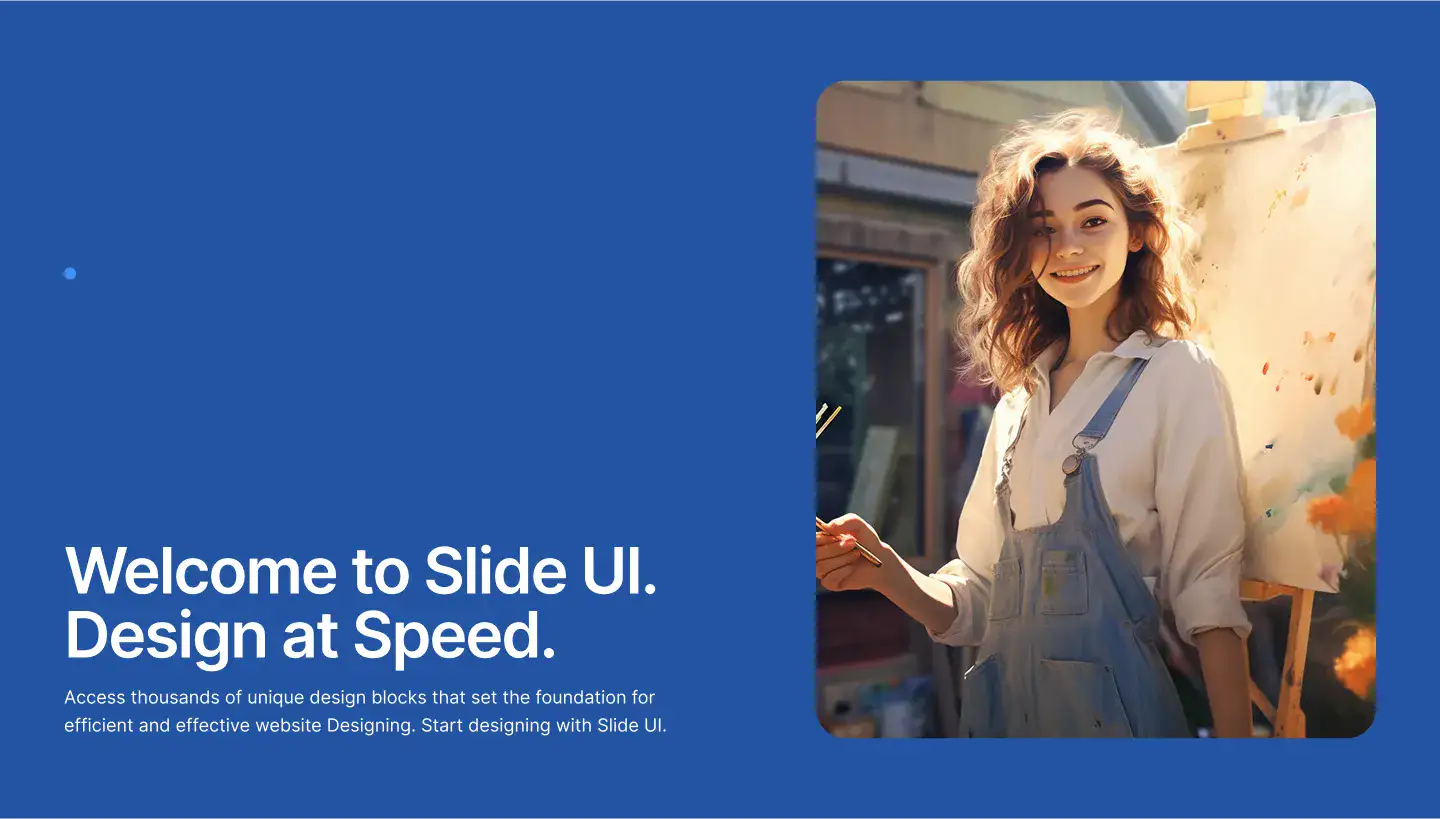 Welcome to Slide UI.
Design at Speed.
Access thousands of unique design blocks that set the foundation for
efficient and effective website Designing. Start designing with Slide UI.